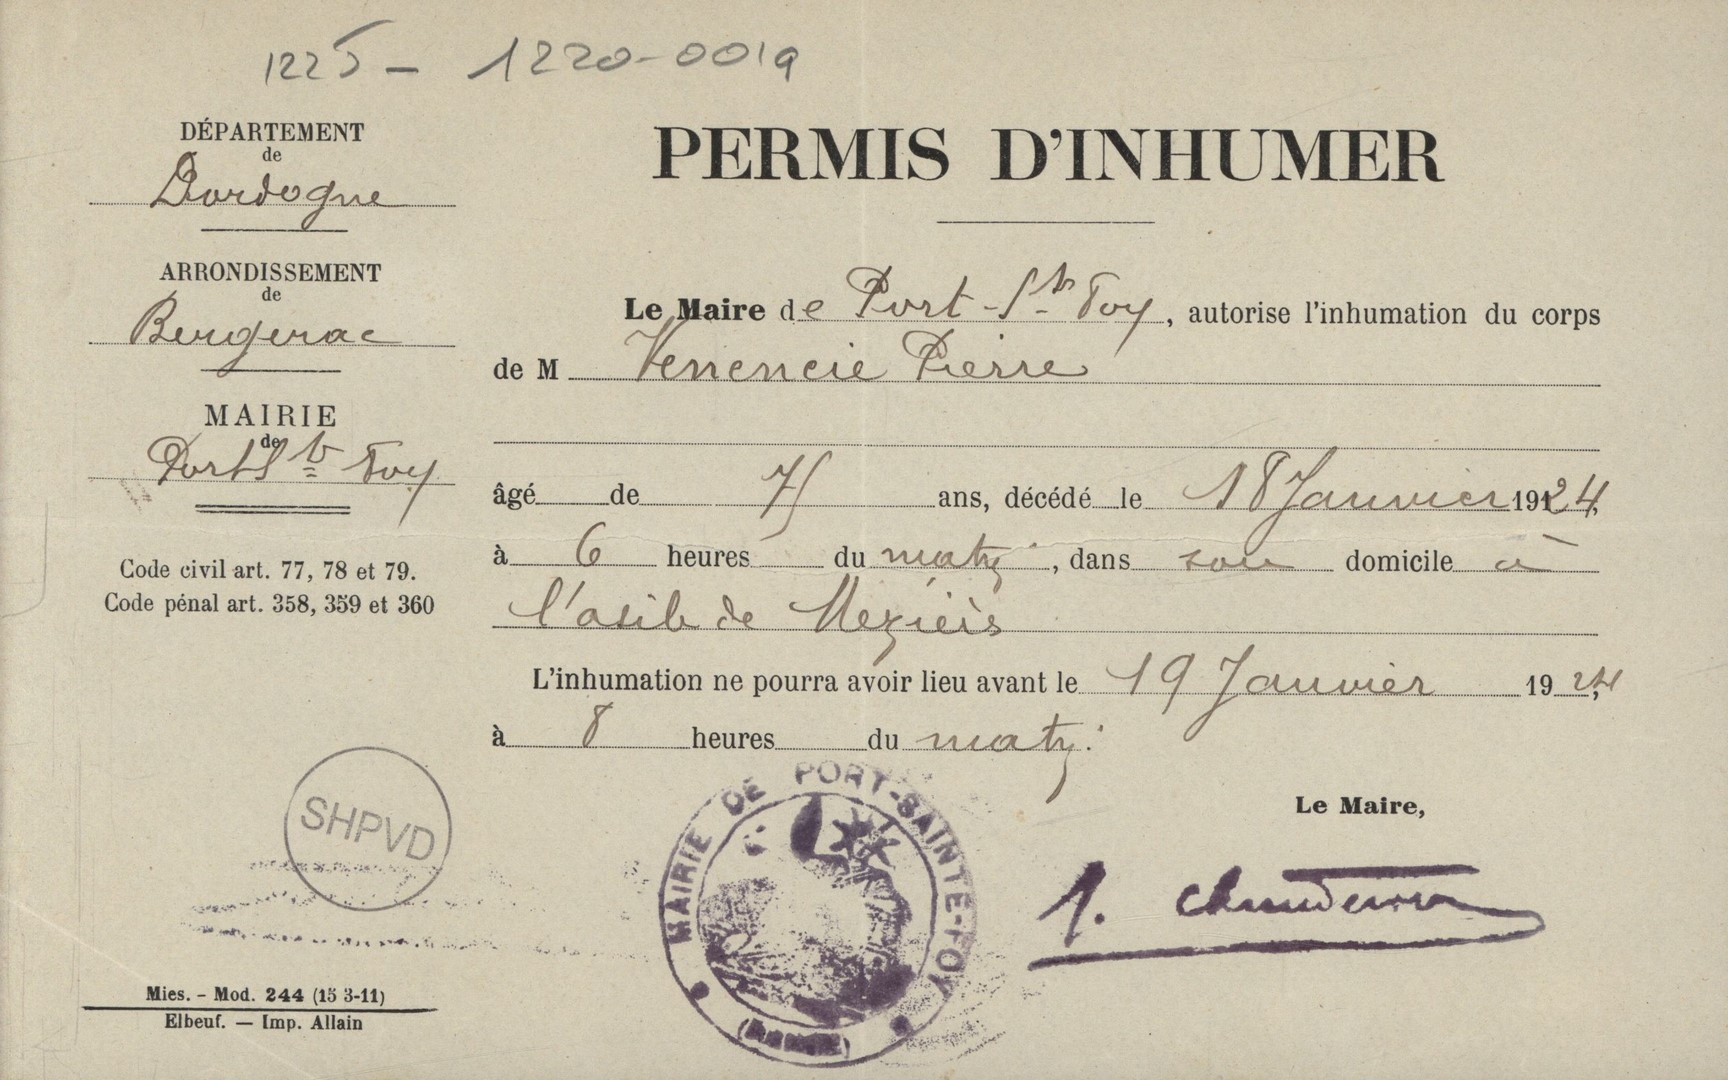 1225 - 1220-0019
DÉPARTEMENT
de
Dordogne
ARRONDISSEMENT
de
Bergerac
MAIRIE
de
Port Ste Foy
Code civil art. 77, 78 et 79.
Code pénal art. 358, 359 et 360
PERMIS D'INHUMER
Le Maire de Port-Ste-Foy, autorise l'inhumation du corps
de M Venencie Pierre
âgé de 75 ans, décédé le 18 Janvier 1924,
à 6 heures du matin, dans son domicile à
l'asile de
L'inhumation ne pourra avoir lieu avant le 19 Janvier 1924,
à 8 heures du matin.
Le Maire,
SHPVD
MAIRIE DE PORT-SAINTE-FOY
Mies. - Mod. 244 (15 3-11)
Elbeuf. — Imp. Allain